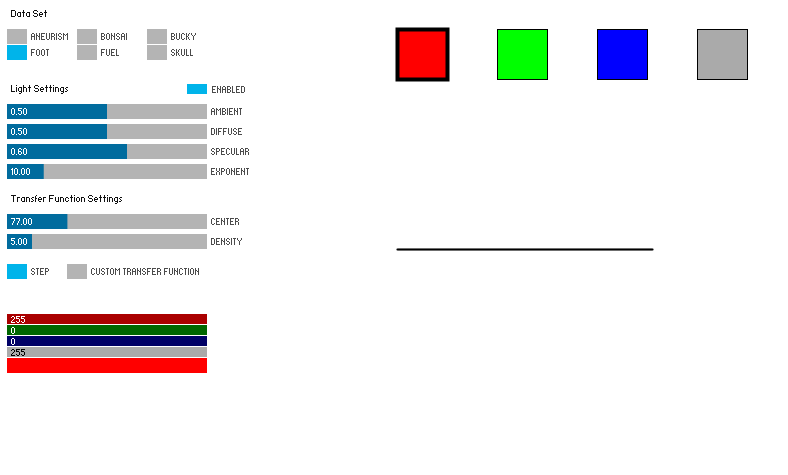 Data Set
ANEURISM BONSAI BUCKY
FOOT FUEL SKULL
Light Settings ENABLED
0.50 AMBIENT
0.50 DIFFUSE
0.60 SPECULAR
10.00 EXPONENT
Transfer Function Settings
77.00 CENTER
5.00 DENSITY
STEP CUSTOM TRANSFER FUNCTION
255
0
0
255